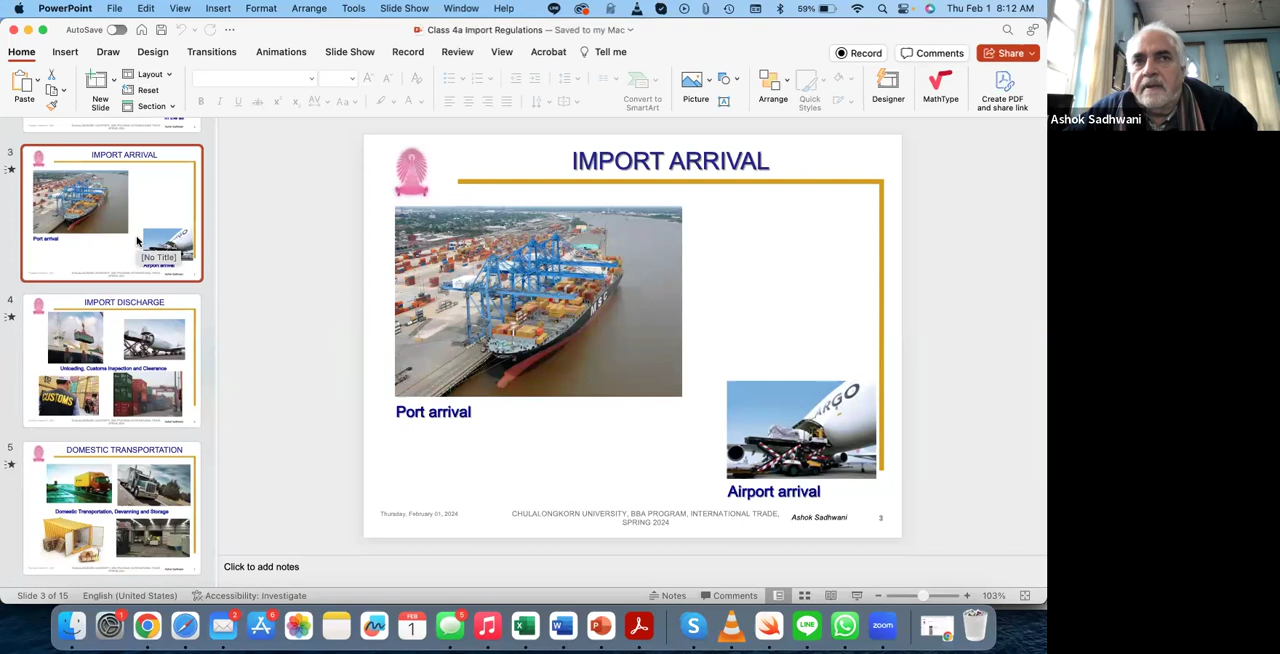 PowerPoint File Edit View Insert Format Arrange Tools Slide Show Window Help 59% Thu Feb 1 8:12 AM
AutoSave Class 4a Import Regulations — Saved to my Mac
Home Insert Draw Design Transitions Animations Slide Show Record Review View Acrobat Tell me Record Comments Share
Paste
New Slide
Layout
Reset
Section
Convert to SmartArt
Picture
Arrange
Quick Styles
Designer
MathType
Create PDF and share link
Ashok Sadhwani
3
IMPORT ARRIVAL
Port arrival
[No Title]
4
IMPORT DISCHARGE
Unloading, Customs Inspection and Clearance
CUSTOMS
5
DOMESTIC TRANSPORTATION
Domestic Transportation, Devanning and Storage
IMPORT ARRIVAL
MSC
Port arrival
CARGO
Airport arrival
Thursday, February 01, 2024
CHULALONGKORN UNIVERSITY, BBA PROGRAM, INTERNATIONAL TRADE,
SPRING 2024
Ashok Sadhwani
3
Click to add notes
Slide 3 of 15 English (United States) Accessibility: Investigate Notes Comments 103%
FEB
1
zoom